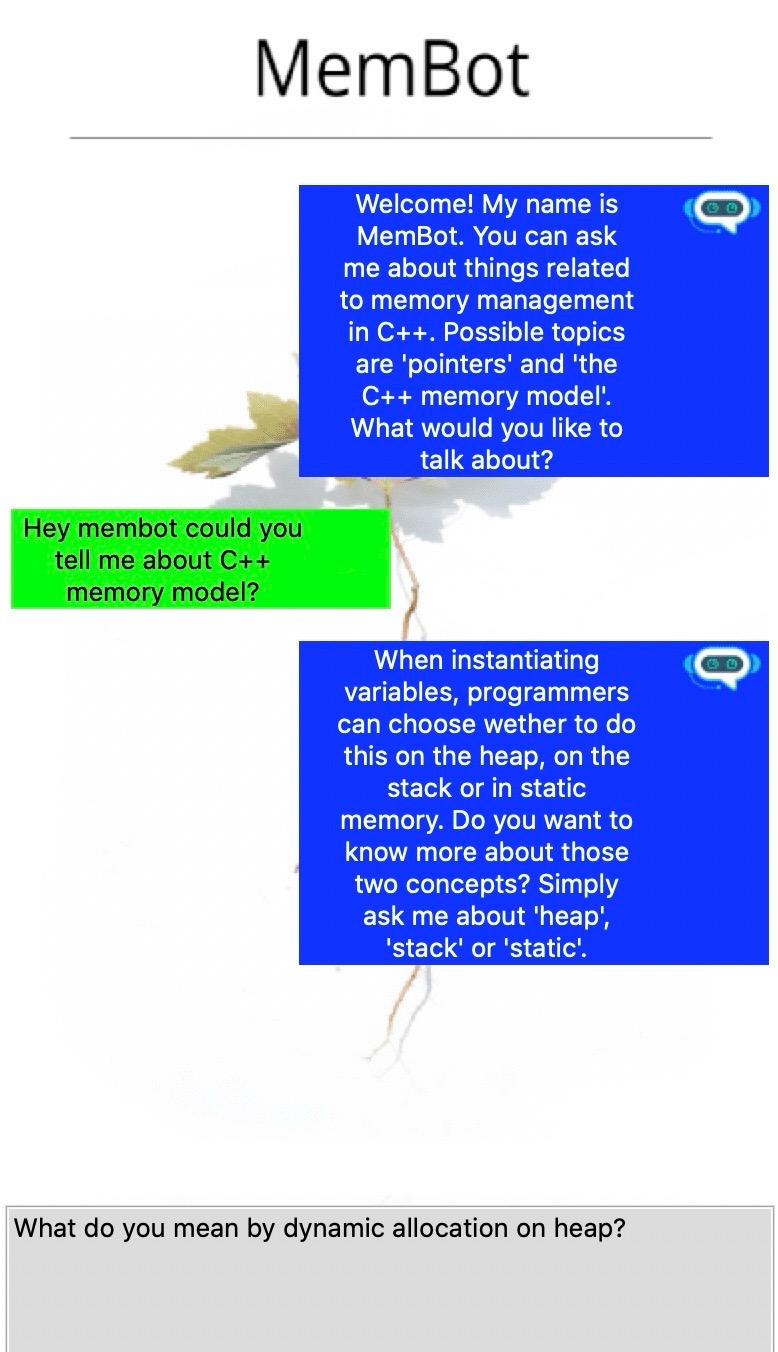 MemBot
Welcome! My name is
MemBot. You can ask
me about things related
to memory management
in C++. Possible topics
are 'pointers' and 'the
C++ memory model'.
What would you like to
talk about?
Hey membot could you
tell me about C++
memory model?
When instantiating
variables, programmers
can choose wether to do
this on the heap, on the
stack or in static
memory. Do you want to
know more about those
two concepts? Simply
ask me about 'heap',
'stack' or 'static'.
What do you mean by dynamic allocation on heap?